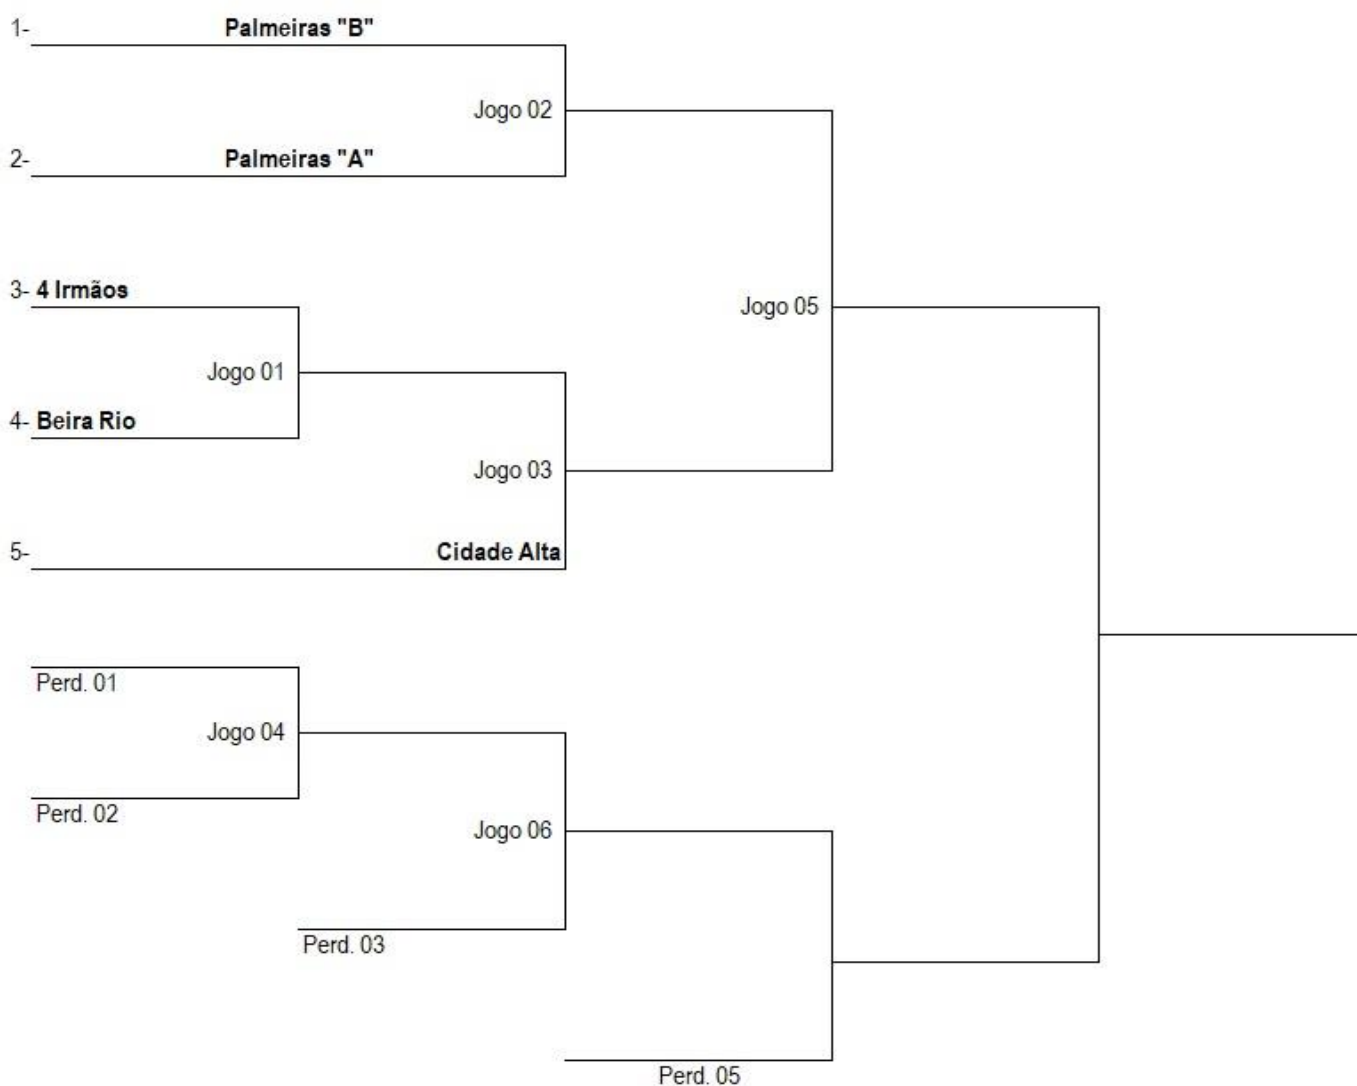 1- Palmeiras "B"
Jogo 02
2- Palmeiras "A"
3- 4 Irmãos
Jogo 05
Jogo 01
4- Beira Rio
Jogo 03
5- Cidade Alta
Perd. 01
Jogo 04
Perd. 02
Jogo 06
Perd. 03
Perd. 05